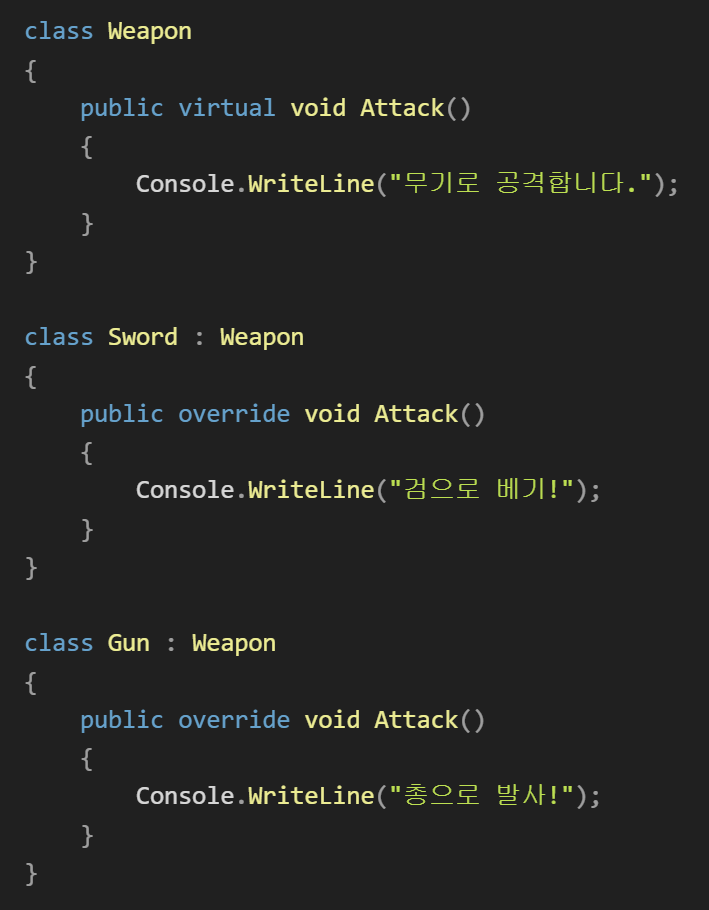 class Weapon
{
    public virtual void Attack()
    {
        Console.WriteLine("무기로 공격합니다.");
    }
}

class Sword : Weapon
{
    public override void Attack()
    {
        Console.WriteLine("검으로 베기!");
    }
}

class Gun : Weapon
{
    public override void Attack()
    {
        Console.WriteLine("총으로 발사!");
    }
}